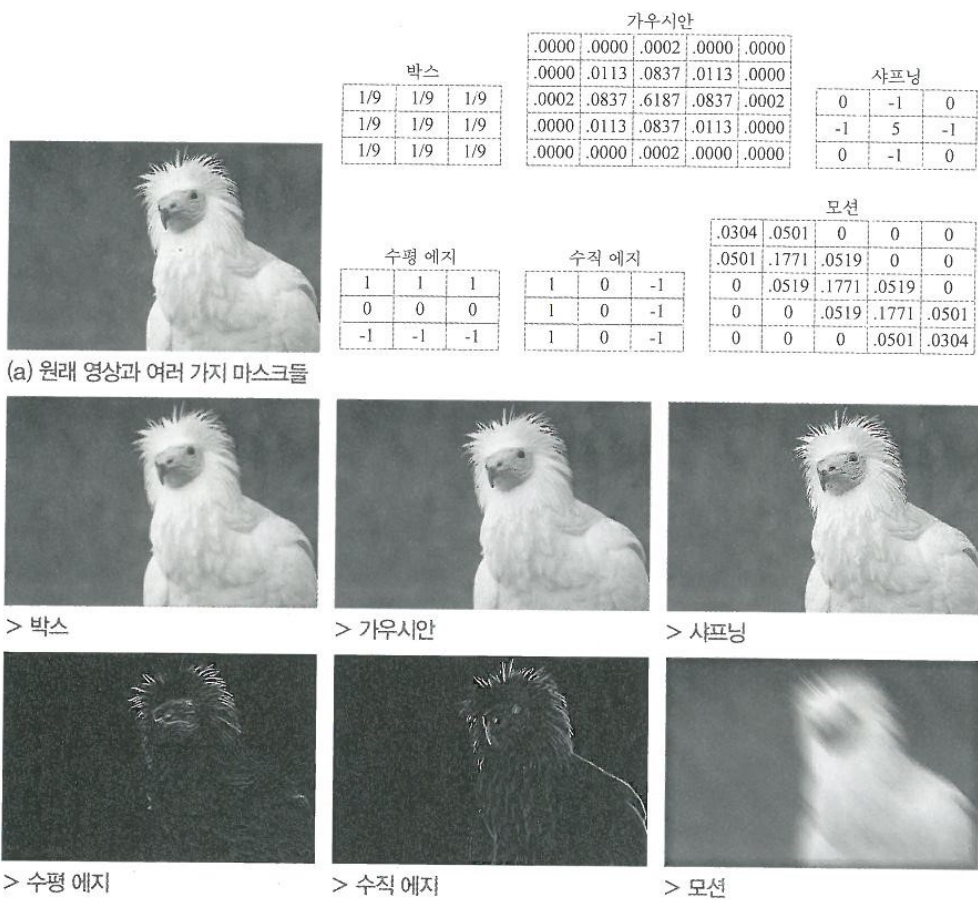 가우시안
.0000 .0000 .0002 .0000 .0000
.0000 .0113 .0837 .0113 .0000
.0002 .0837 .6187 .0837 .0002
.0000 .0113 .0837 .0113 .0000
.0000 .0000 .0002 .0000 .0000
박스
1/9 1/9 1/9
1/9 1/9 1/9
1/9 1/9 1/9
샤프닝
0 -1 0
-1 5 -1
0 -1 0
수평 에지
1 1 1
0 0 0
-1 -1 -1
수직 에지
1 0 -1
1 0 -1
1 0 -1
모션
.0304 .0501 0 0 0
.0501 .1771 .0519 0 0
0 .0519 .1771 .0519 0
0 0 .0519 .1771 .0501
0 0 0 .0501 .0304
(a) 원래 영상과 여러 가지 마스크들
> 박스
> 가우시안
> 샤프닝
> 수평 에지
> 수직 에지
> 모션